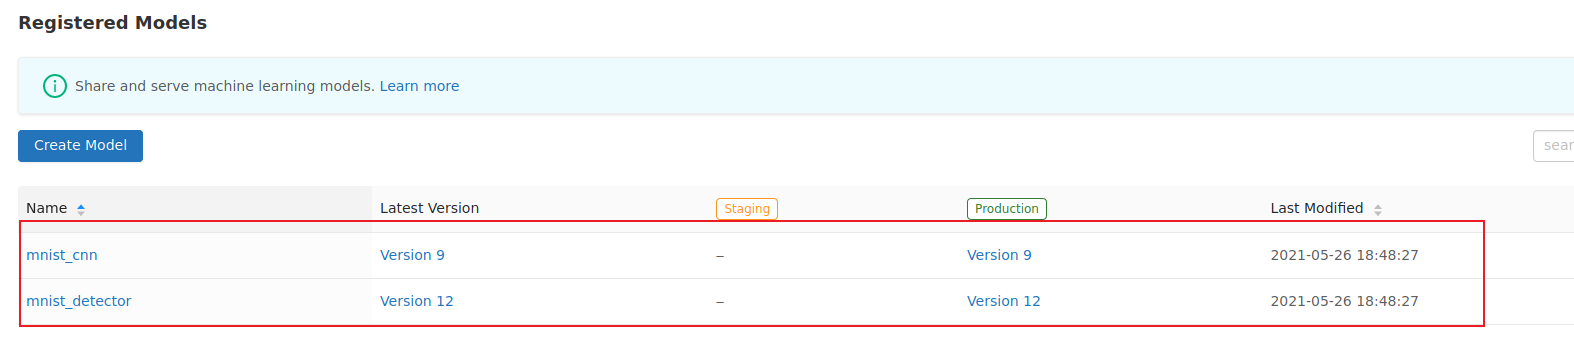 Registered Models
Share and serve machine learning models. Learn more
Create Model
sear
Name Latest Version Staging Production Last Modified
mnist_cnn Version 9 – Version 9 2021-05-26 18:48:27
mnist_detector Version 12 – Version 12 2021-05-26 18:48:27